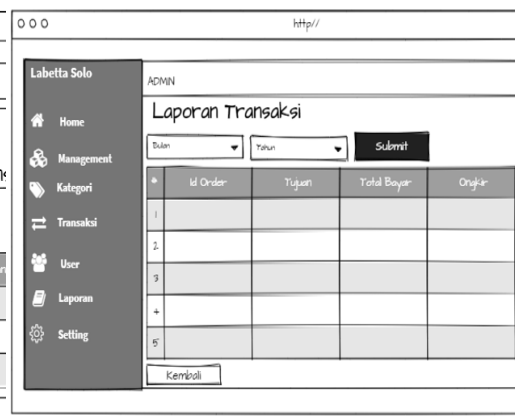 http//
Labetta Solo
ADMIN
Home
Management
Kategori
Transaksi
User
Laporan
Setting
Laporan Transaksi
Bulan
Tahun
Submit
# Id Order Tujuan Total Bayar Ongkir
1
2
3
4
5
Kembali